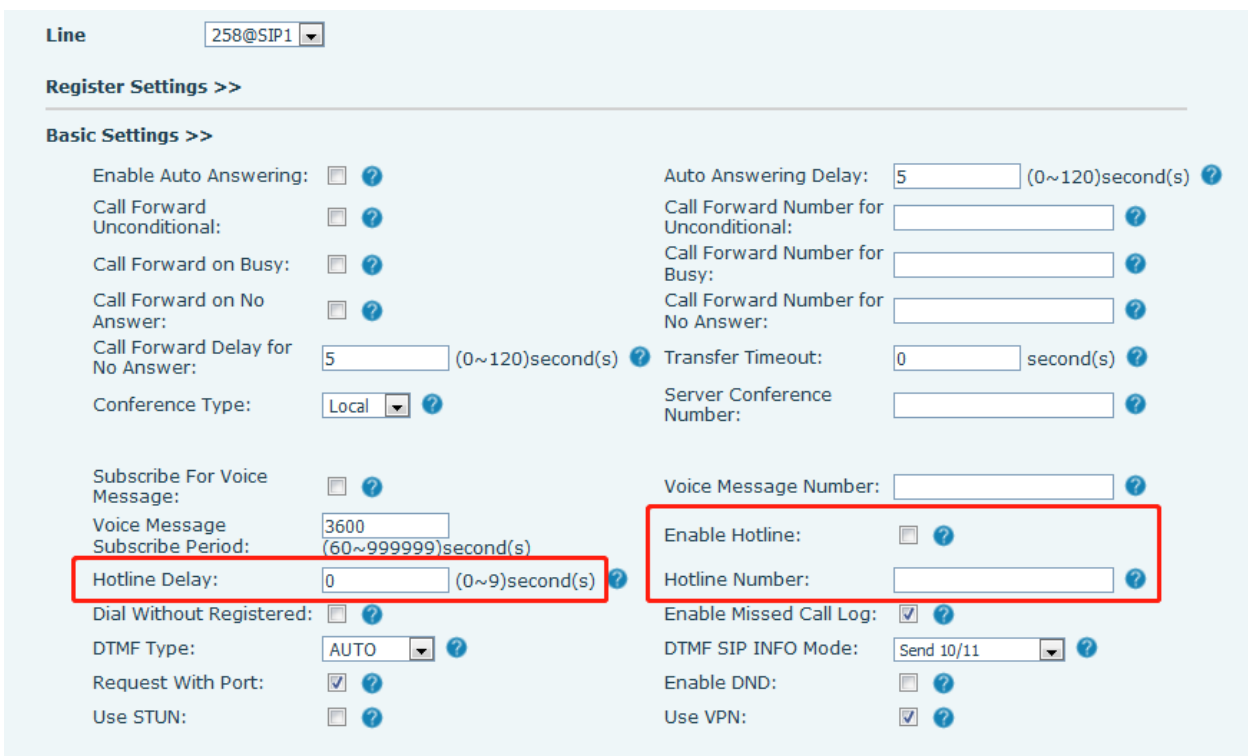 Line 258@SIP1
Register Settings >>
Basic Settings >>
Enable Auto Answering: ? Auto Answering Delay: 5 (0~120)second(s) ?
Call Forward
Unconditional: ? Call Forward Number for
Unconditional: ?
Call Forward on Busy: ? Call Forward Number for
Busy: ?
Call Forward on No
Answer: ? Call Forward Number for
No Answer: ?
Call Forward Delay for
No Answer: 5 (0~120)second(s) ? Transfer Timeout: 0 second(s) ?
Conference Type: Local ? Server Conference
Number: ?
Subscribe For Voice
Message: ? Voice Message Number: ?
Voice Message
Subscribe Period: 3600
(60~999999)second(s) Enable Hotline: ?
Hotline Delay: 0 (0~9)second(s) ? Hotline Number: ?
Dial Without Registered: ? Enable Missed Call Log: ?
DTMF Type: AUTO ? DTMF SIP INFO Mode: Send 10/11 ?
Request With Port: ? Enable DND: ?
Use STUN: ? Use VPN: ?